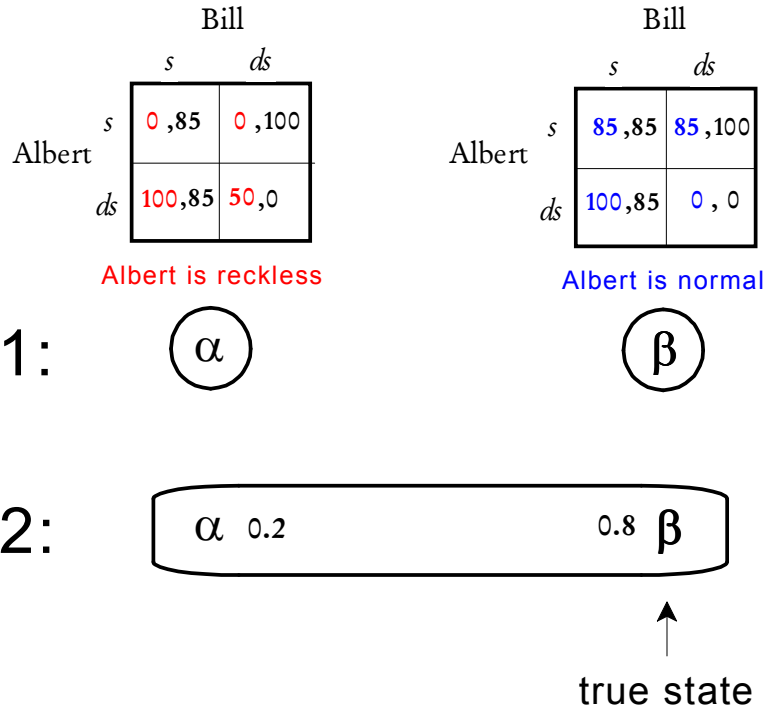 Bill Bill
s ds s ds
s 0 ,85 0 ,100 s 85 ,85 85 ,100
Albert Albert
ds 100,85 50,0 ds 100,85 0 , 0
Albert is reckless Albert is normal
1: α β
2: α 0.2 0.8 β
true state